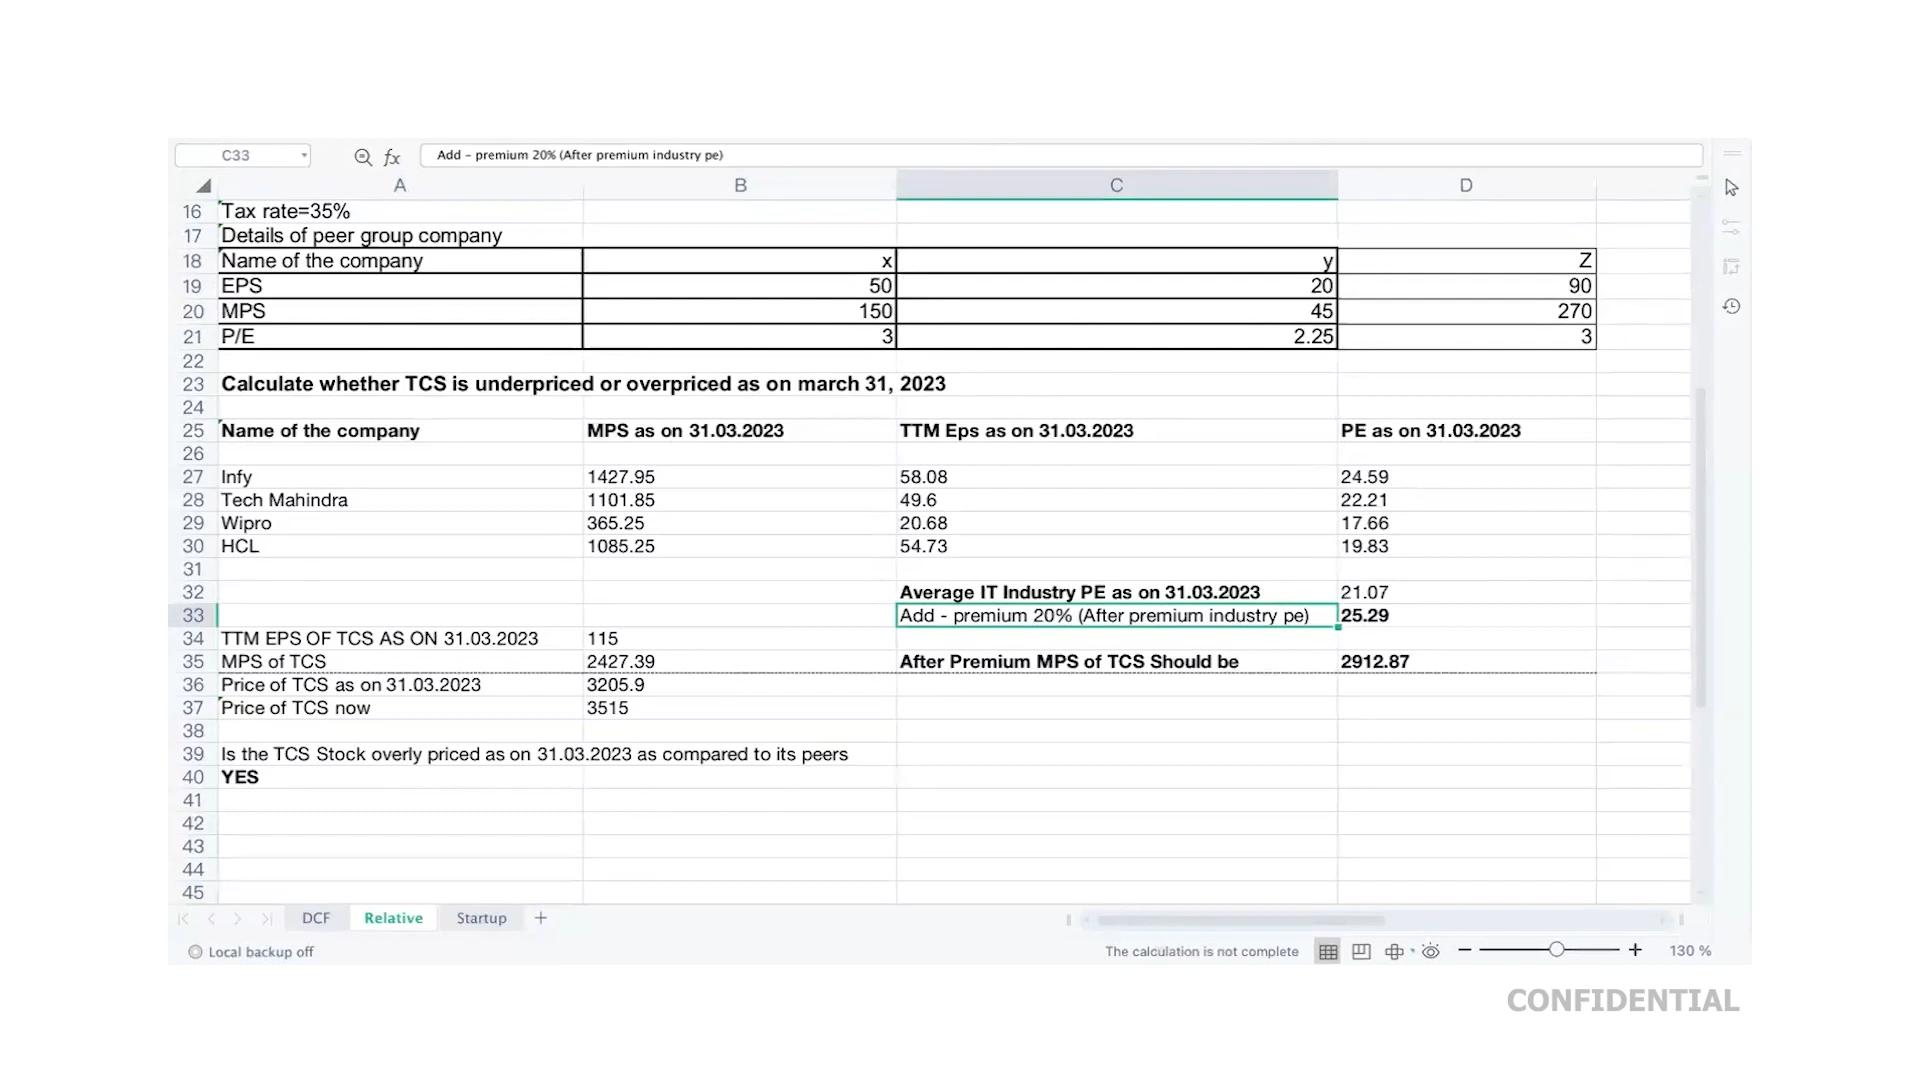 C33 fx Add - premium 20% (After premium industry pe)
A B C D
16 Tax rate=35%
17 Details of peer group company
18 Name of the company x y Z
19 EPS 50 20 90
20 MPS 150 45 270
21 P/E 3 2.25 3
22
23 Calculate whether TCS is underpriced or overpriced as on march 31, 2023
24
25 Name of the company MPS as on 31.03.2023 TTM Eps as on 31.03.2023 PE as on 31.03.2023
26
27 Infy 1427.95 58.08 24.59
28 Tech Mahindra 1101.85 49.6 22.21
29 Wipro 365.25 20.68 17.66
30 HCL 1085.25 54.73 19.83
31
32 Average IT Industry PE as on 31.03.2023 21.07
33 Add - premium 20% (After premium industry pe) 25.29
34 TTM EPS OF TCS AS ON 31.03.2023 115
35 MPS of TCS 2427.39 After Premium MPS of TCS Should be 2912.87
36 Price of TCS as on 31.03.2023 3205.9
37 Price of TCS now 3515
38
39 Is the TCS Stock overly priced as on 31.03.2023 as compared to its peers
40 YES
41
42
43
44
45
DCF Relative Startup +
Local backup off The calculation is not complete 130 %
CONFIDENTIAL